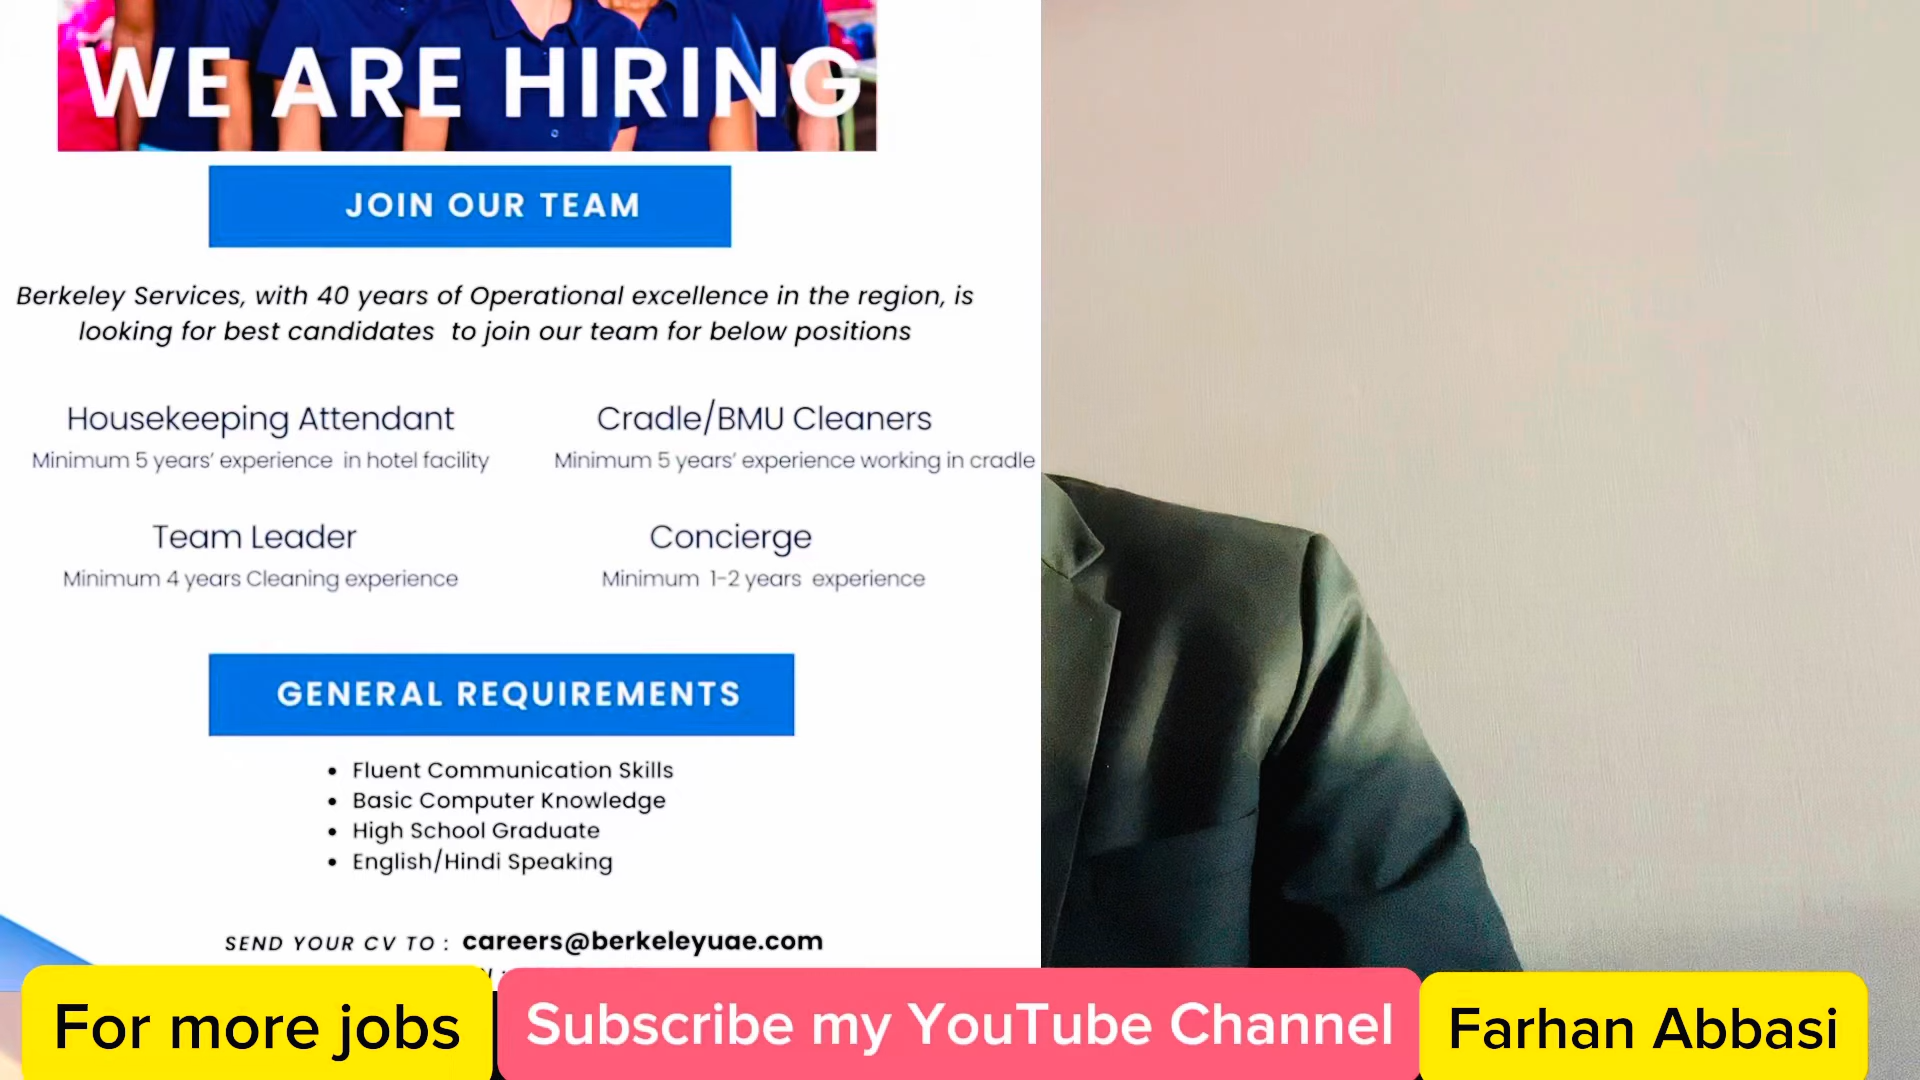 WE ARE HIRING
JOIN OUR TEAM
Berkeley Services, with 40 years of Operational excellence in the region, is
looking for best candidates to join our team for below positions
Housekeeping Attendant
Minimum 5 years’ experience in hotel facility
Cradle/BMU Cleaners
Minimum 5 years’ experience working in cradle
Team Leader
Minimum 4 years Cleaning experience
Concierge
Minimum 1-2 years experience
GENERAL REQUIREMENTS
• Fluent Communication Skills
• Basic Computer Knowledge
• High School Graduate
• English/Hindi Speaking
SEND YOUR CV TO : careers@berkeleyuae.com
For more jobs
Subscribe my YouTube Channel
Farhan Abbasi